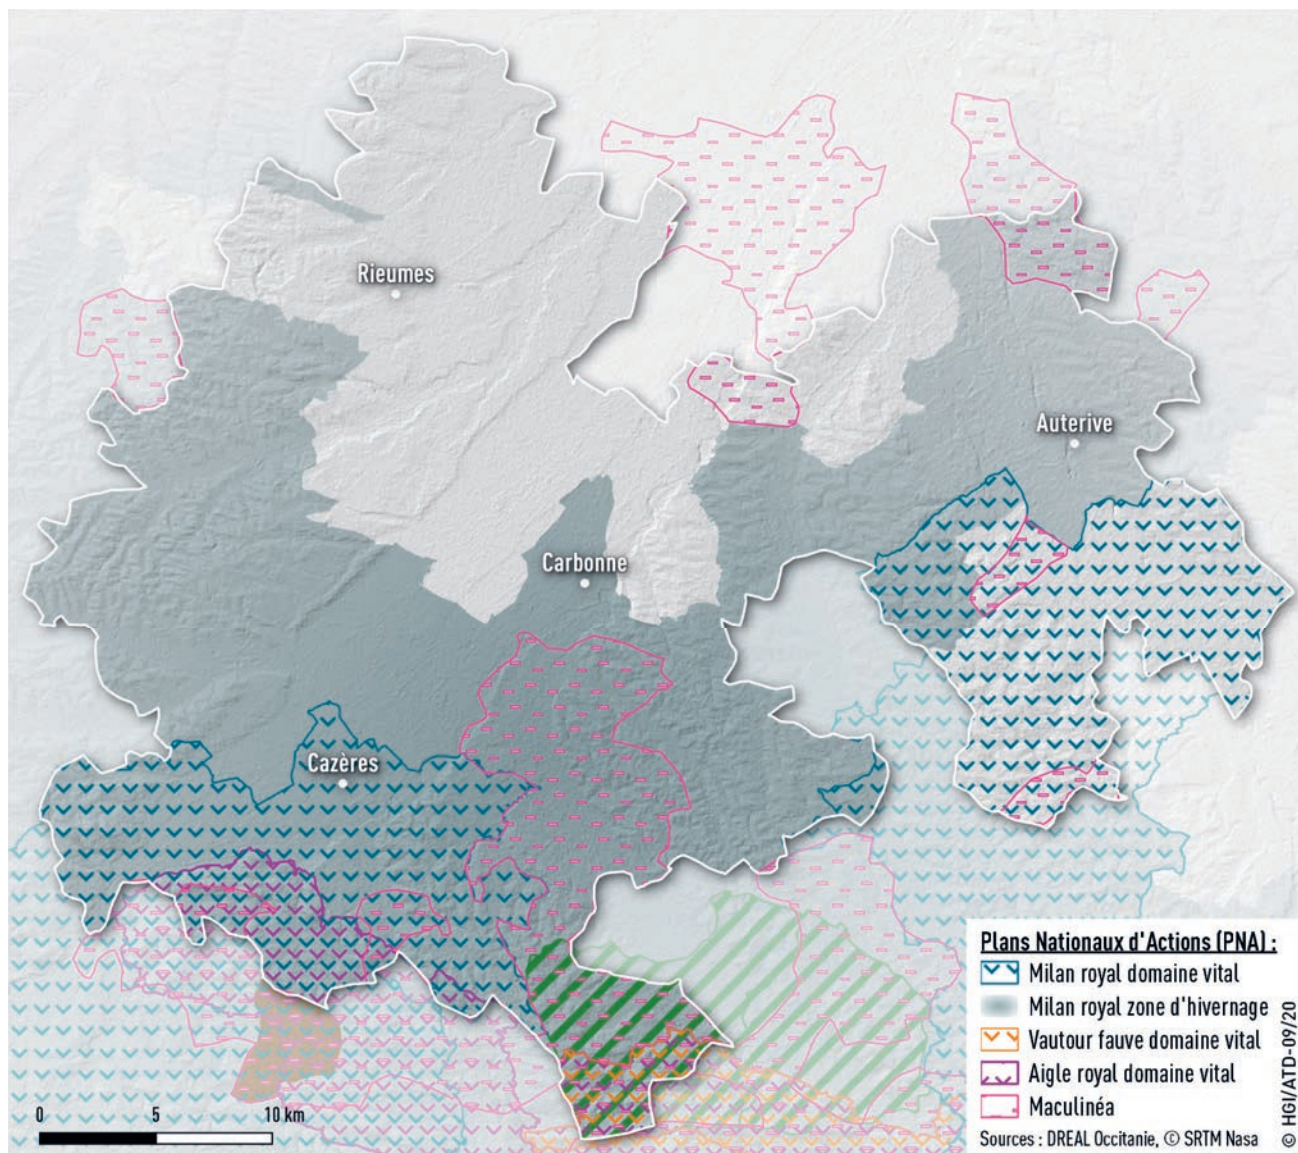 Rieumes
Auterive
Carbonne
Cazères
Plans Nationaux d'Actions (PNA) :
Milan royal domaine vital
Milan royal zone d'hivernage
Vautour fauve domaine vital
Aigle royal domaine vital
Maculinéa
Sources : DREAL Occitanie, © SRTM Nasa
© HGI/ATD-09/20
0 5 10 km